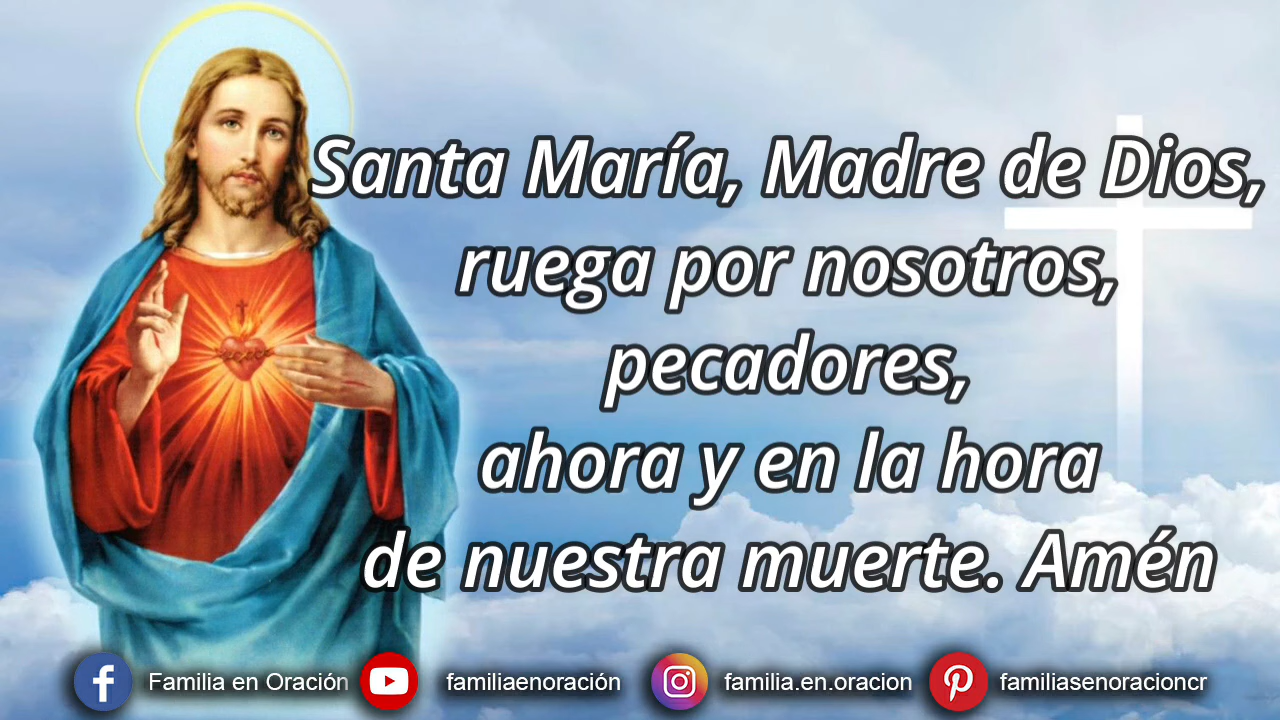 Santa María, Madre de Dios,
ruega por nosotros,
pecadores,
ahora y en la hora
de nuestra muerte. Amén
Familia en Oración familiaenoración familia.en.oracion familiasenoracioncr